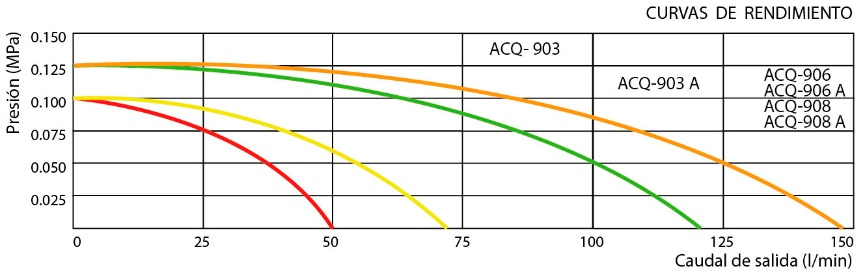 CURVAS DE RENDIMIENTO
Presión (MPa)
0.150
0.125
0.100
0.075
0.050
0.025
ACQ- 903
ACQ-903 A
ACQ-906
ACQ-906 A
ACQ-908
ACQ-908 A
0 25 50 75 100 125 150
Caudal de salida (l/min)